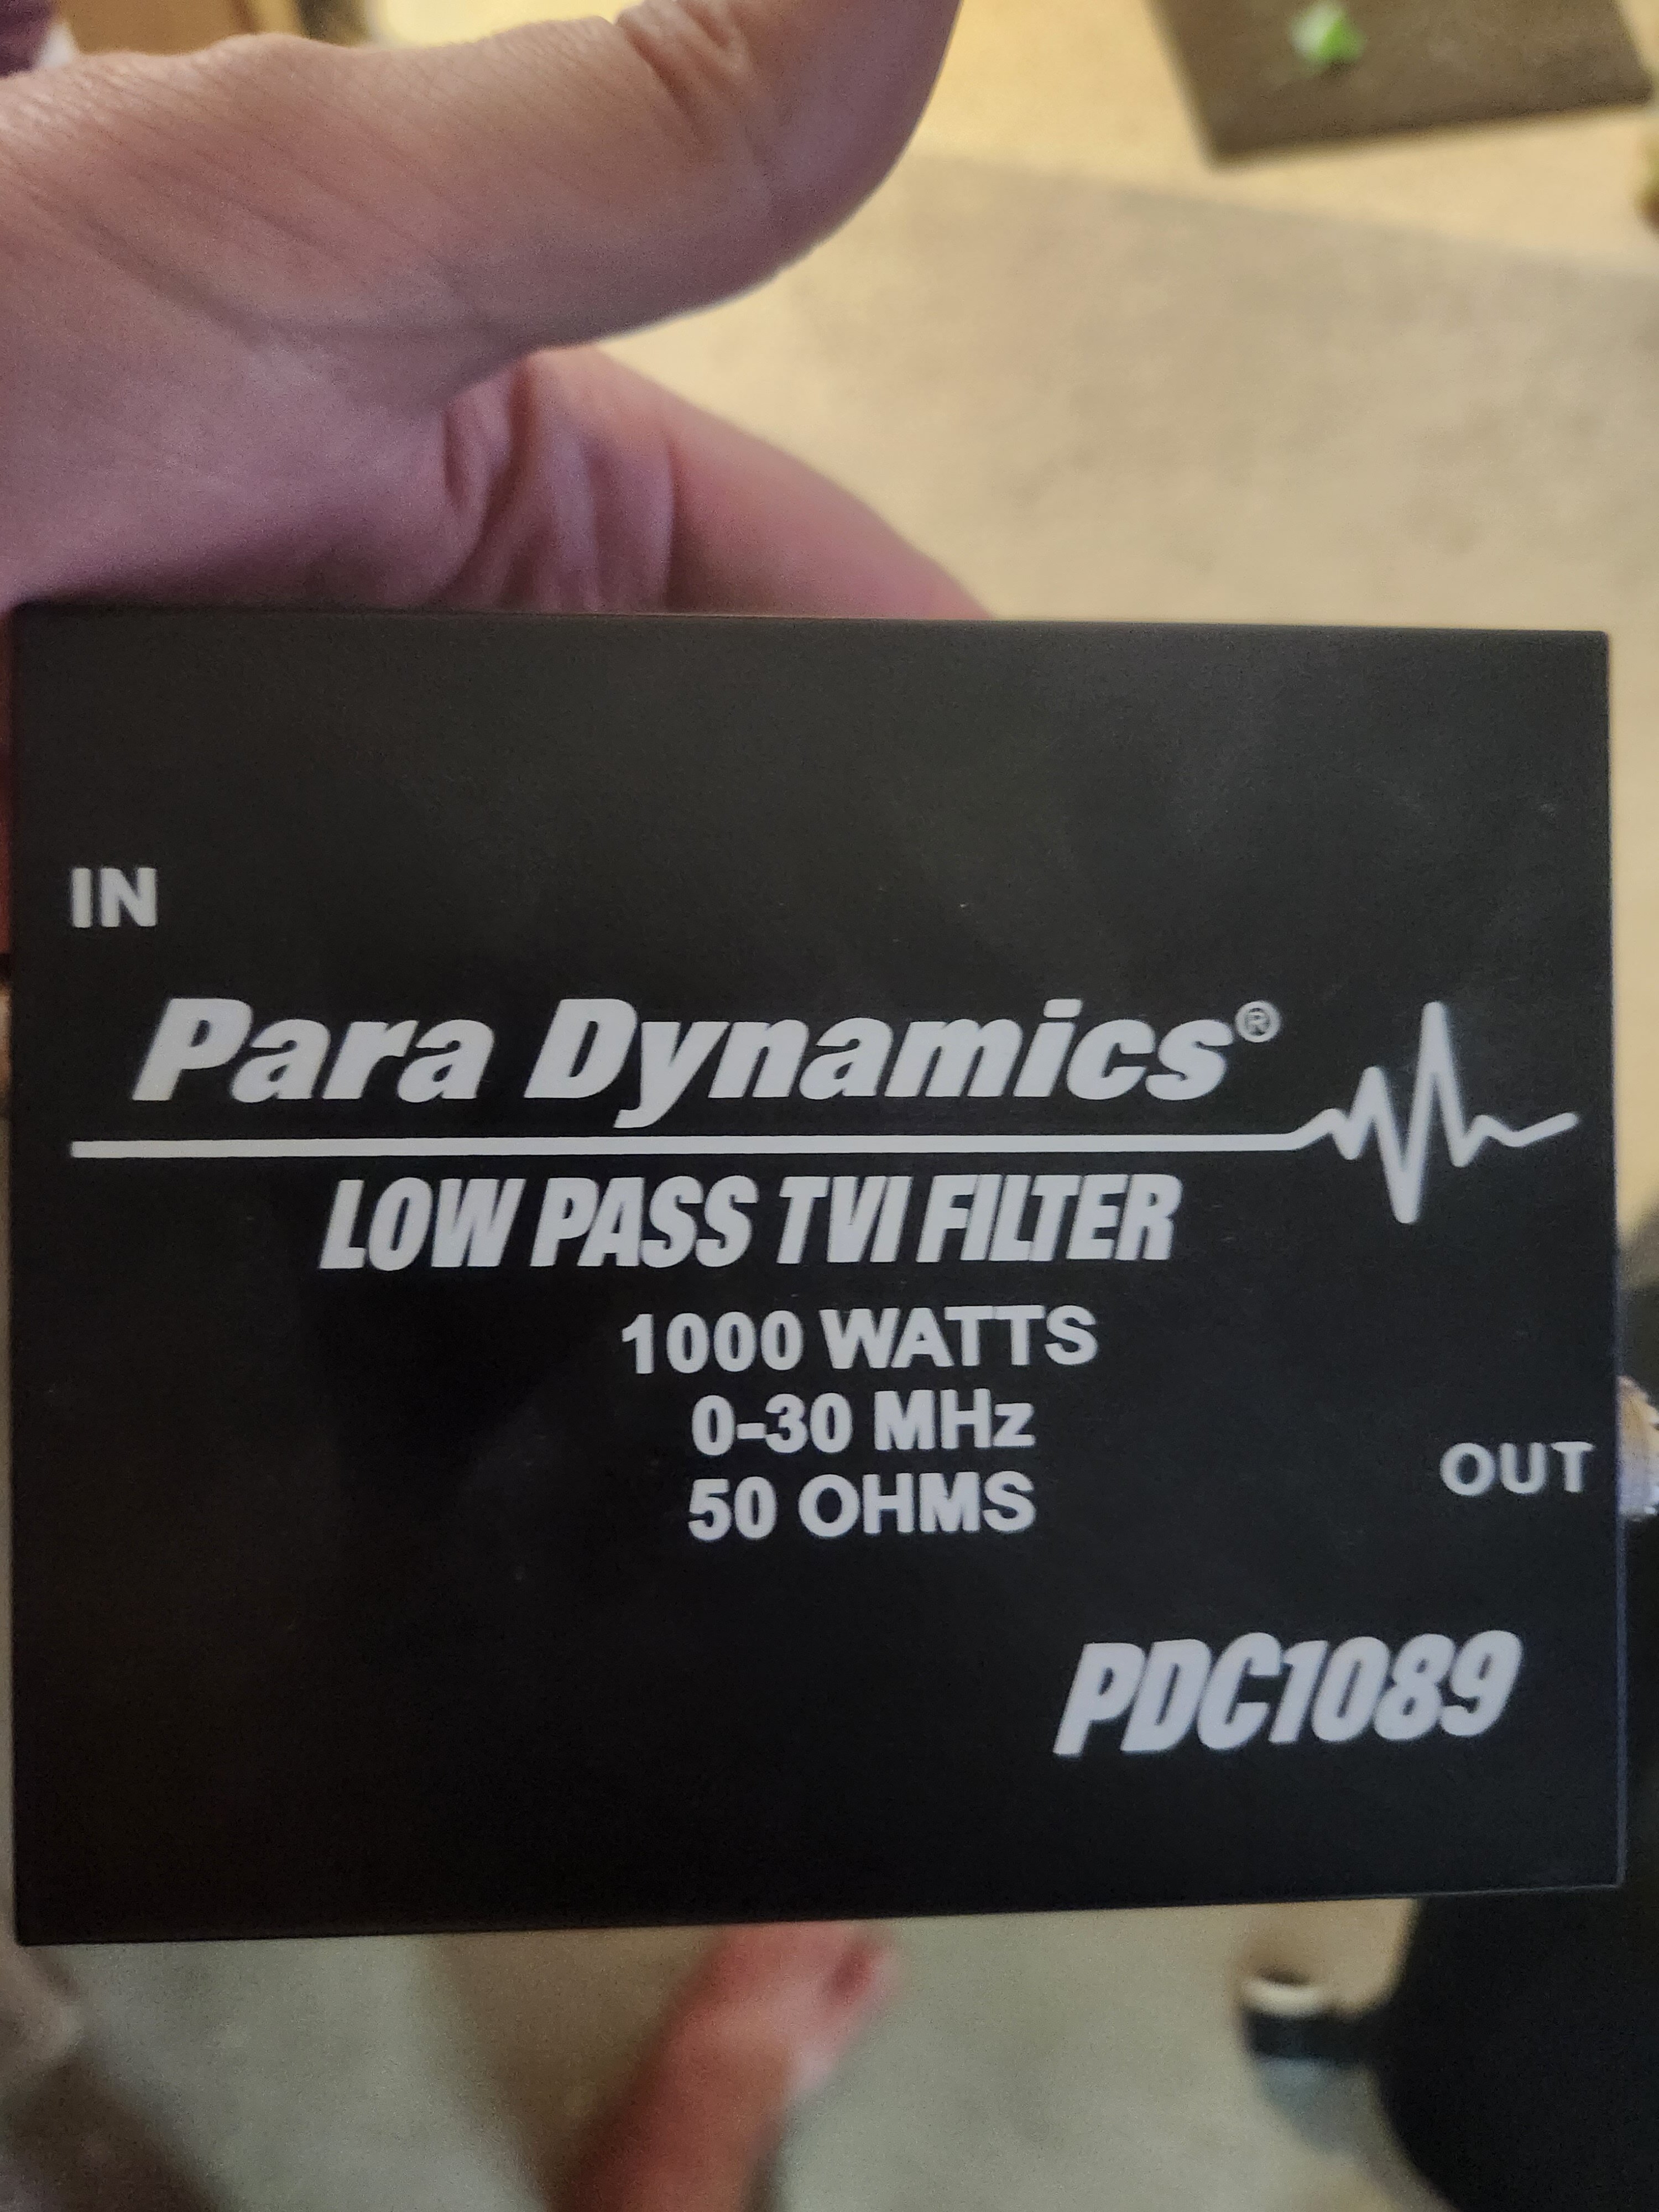 IN
Para Dynamics®
LOW PASS TVI FILTER
1000 WATTS
0-30 MHz
50 OHMS
OUT
PDC1089